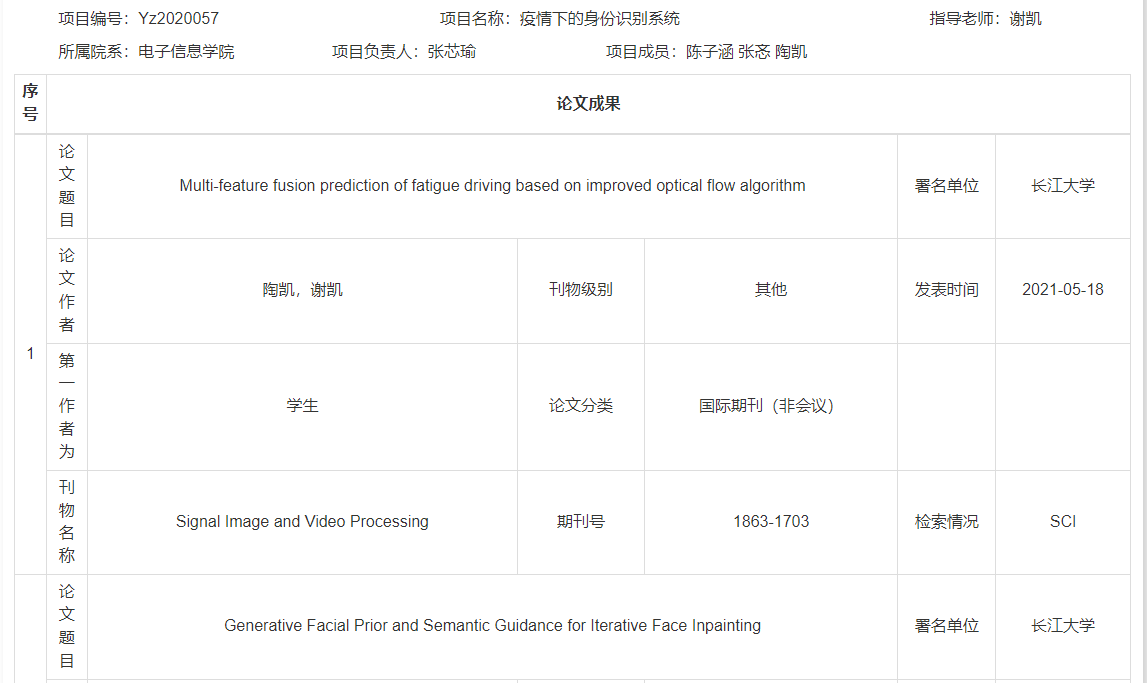 项目编号：Yz2020057 项目名称：疫情下的身份识别系统 指导老师：谢凯
所属院系：电子信息学院 项目负责人：张芯瑜 项目成员：陈子涵 张忞 陶凯
序号 论文成果
1
论文题目 Multi-feature fusion prediction of fatigue driving based on improved optical flow algorithm 署名单位 长江大学
论文作者 陶凯，谢凯 刊物级别 其他 发表时间 2021-05-18
第一作者为 学生 论文分类 国际期刊（非会议）
刊物名称 Signal Image and Video Processing 期刊号 1863-1703 检索情况 SCI
论文题目 Generative Facial Prior and Semantic Guidance for Iterative Face Inpainting 署名单位 长江大学